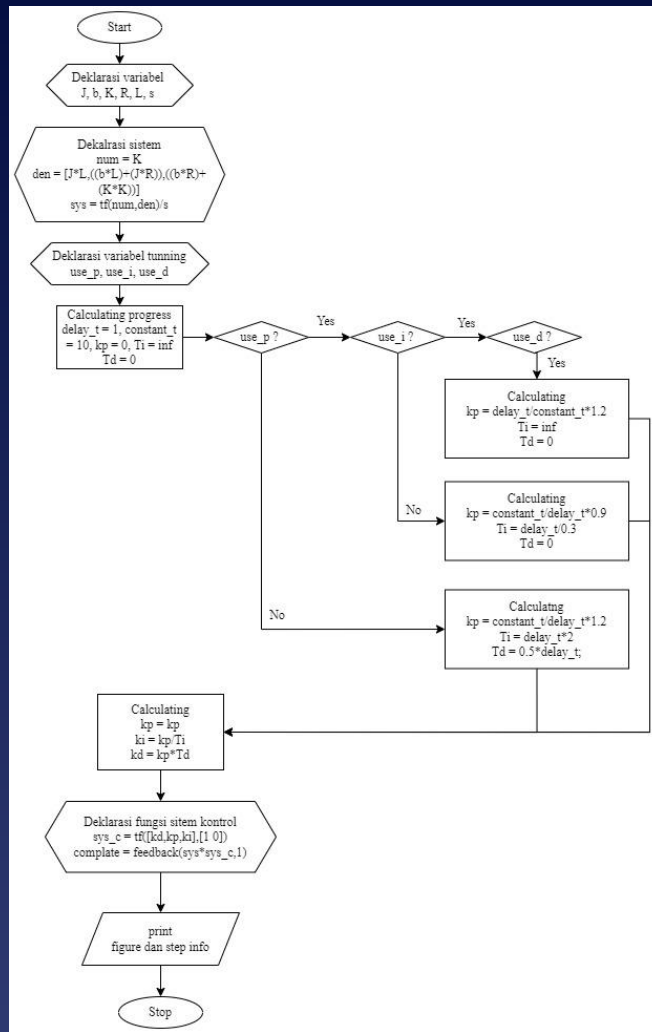 Start
Deklarasi variabel
J, b, K, R, L, s
Dekalrasi sistem
num = K
den = [J*L,((b*L)+(J*R)),((b*R)+
(K*K))]
sys = tf(num,den)/s
Deklarasi variabel tunning
use_p, use_i, use_d
Calculating progress
delay_t = 1, constant_t
= 10, kp = 0, Ti = inf
Td = 0
use_p ?
Yes
use_i ?
Yes
use_d ?
Yes
Calculating
kp = delay_t/constant_t*1.2
Ti = inf
Td = 0
No
Calculating
kp = constant_t/delay_t*0.9
Ti = delay_t/0.3
Td = 0
No
Calculatng
kp = constant_t/delay_t*1.2
Ti = delay_t*2
Td = 0.5*delay_t;
Calculating
kp = kp
ki = kp/Ti
kd = kp*Td
Deklarasi fungsi sitem kontrol
sys_c = tf([kd,kp,ki],[1 0])
complate = feedback(sys*sys_c,1)
print
figure dan step info
Stop